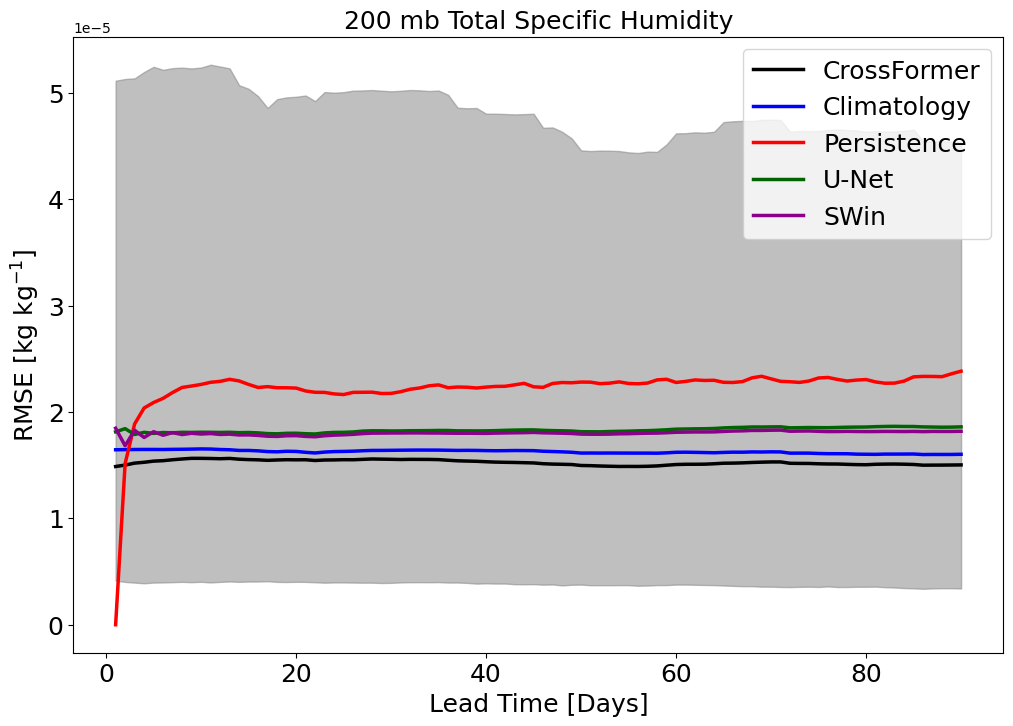 200 mb Total Specific Humidity
1e−5
CrossFormer
Climatology
Persistence
U-Net
SWin
RMSE [kg kg⁻¹]
5
4
3
2
1
0
0 20 40 60 80
Lead Time [Days]